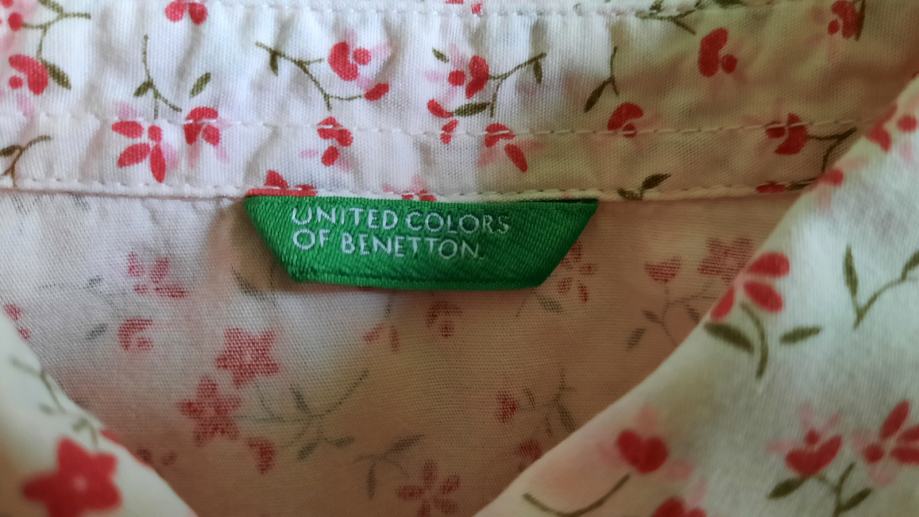 UNITED COLORS
OF BENETTON.